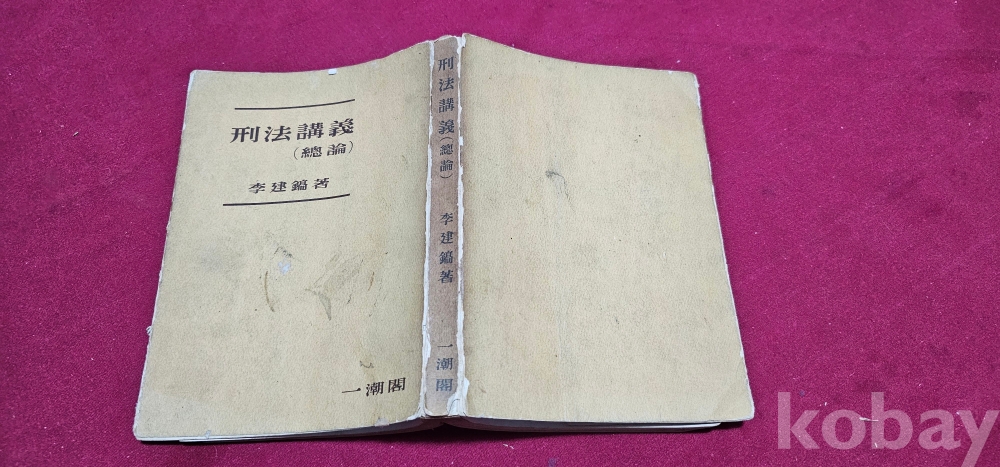 刑法講義
(總論)
李建鎬著
一潮閣
刑法講義(總論) 李建鎬著 一潮閣
kobay